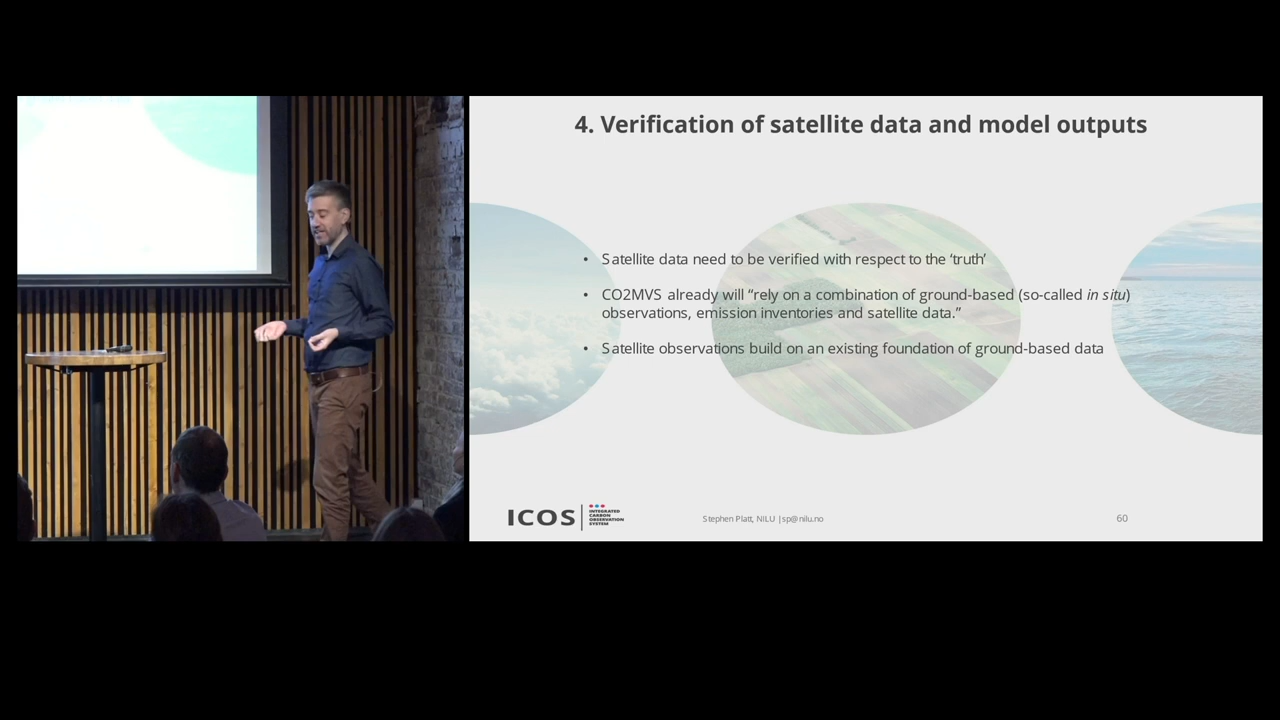 4. Verification of satellite data and model outputs
• Satellite data need to be verified with respect to the ‘truth’
• CO2MVS already will “rely on a combination of ground-based (so-called in situ)
observations, emission inventories and satellite data.”
• Satellite observations build on an existing foundation of ground-based data
ICOS
INTEGRATED
CARBON
OBSERVATION
SYSTEM
Stephen Platt, NILU |sp@nilu.no
60